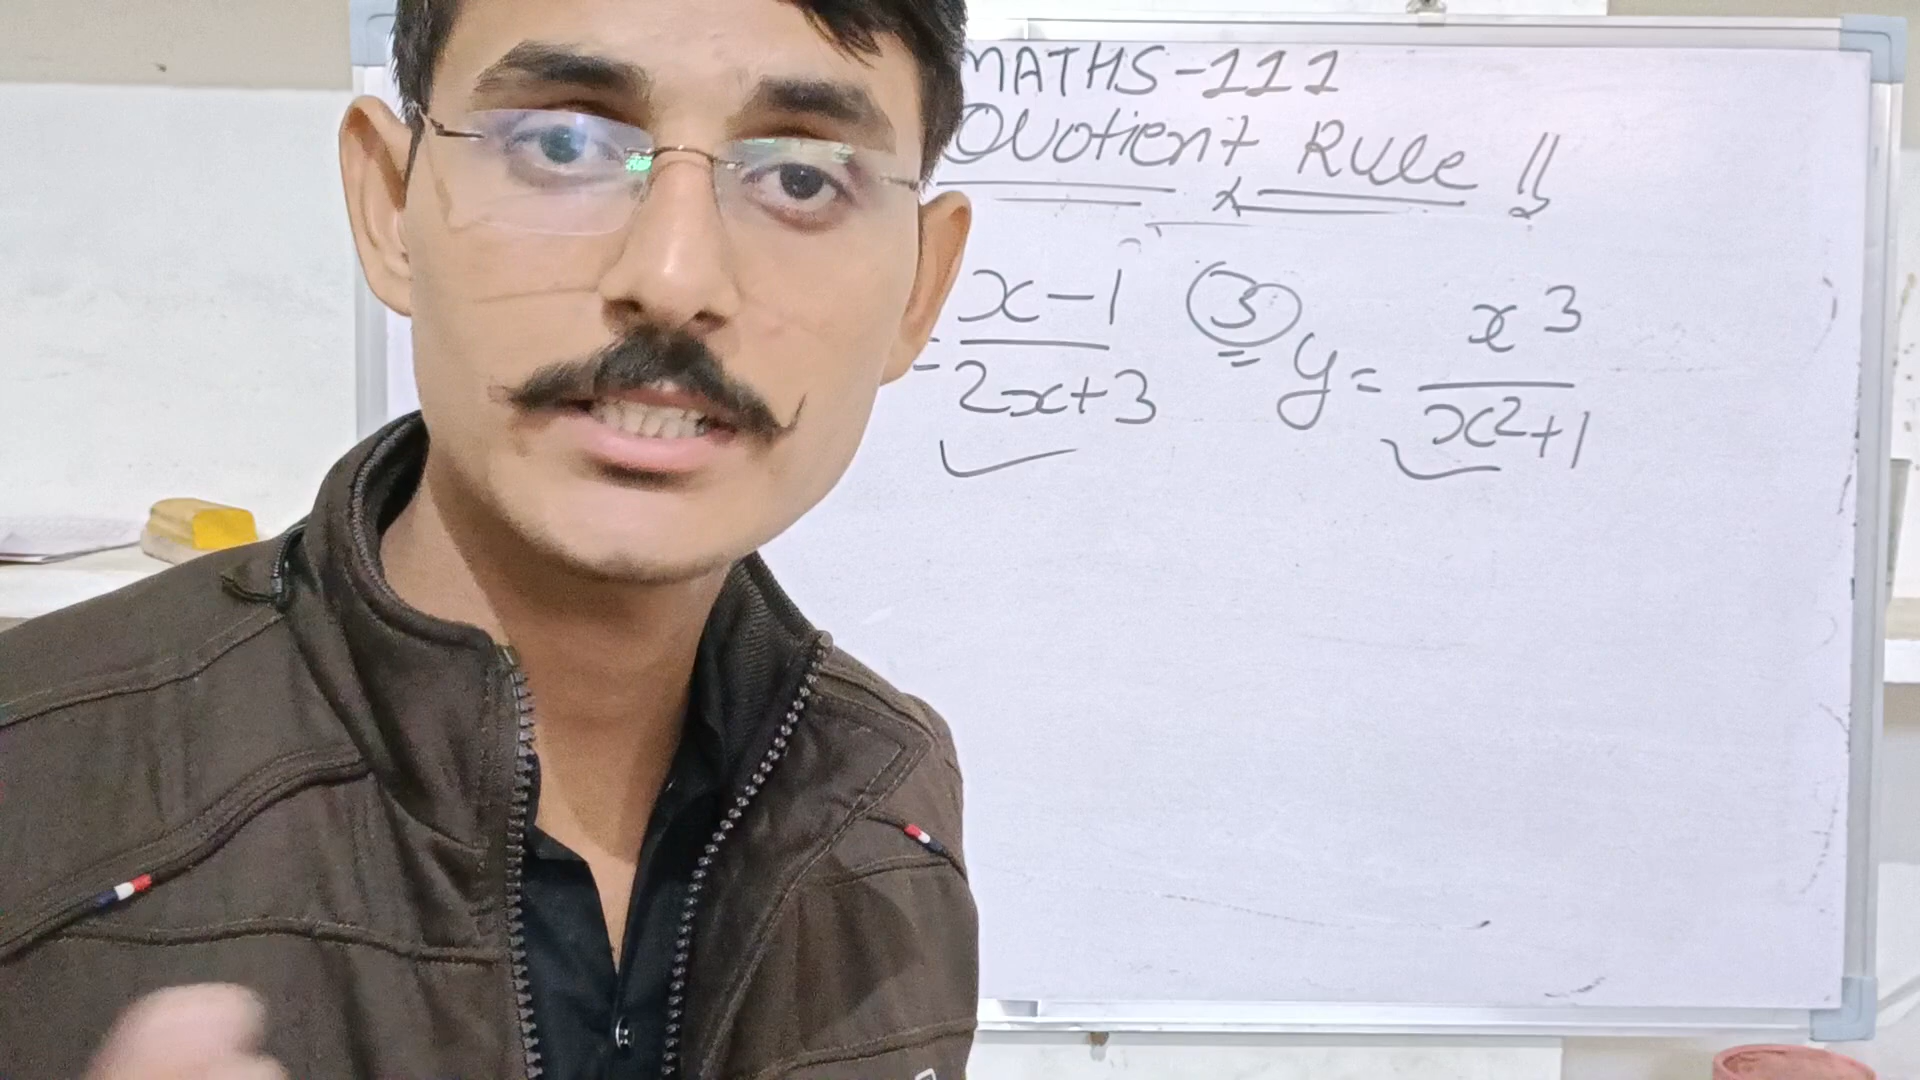 MATHS-111
Quotient Rule !!
= x-1 / 2x+3
③ y = x³ / x²+1